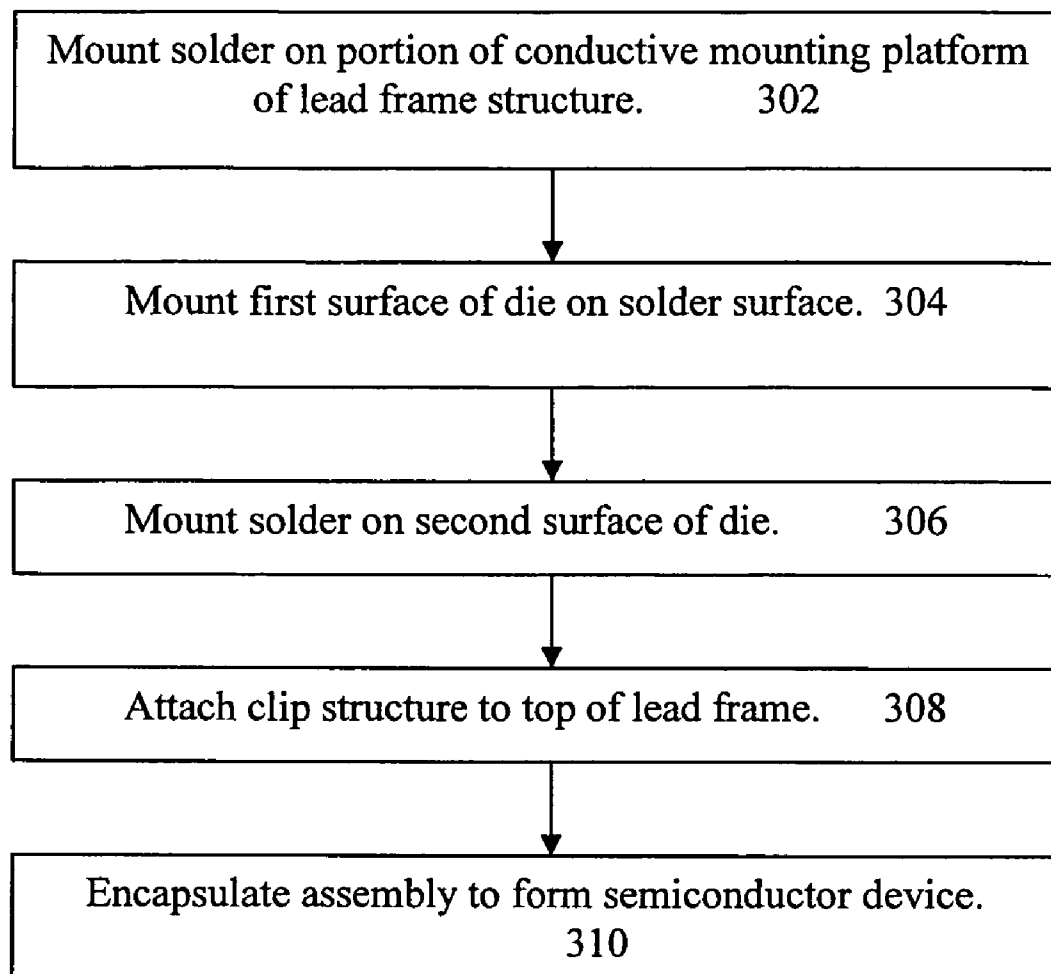 Mount solder on portion of conductive mounting platform
of lead frame structure. 302
Mount first surface of die on solder surface. 304
Mount solder on second surface of die. 306
Attach clip structure to top of lead frame. 308
Encapsulate assembly to form semiconductor device.
310